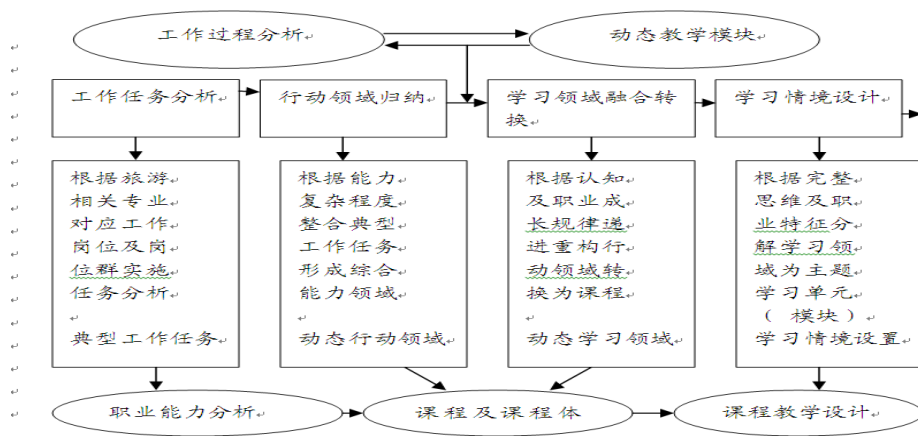 工作过程分析
动态教学模块
工作任务分析
行动领域归纳
学习领域融合转
换
学习情境设计
根据旅游
相关专业
对应工作
岗位及岗
位群实施
任务分析
典型工作任务
根据能力
复杂程度
整合典型
工作任务
形成综合
能力领域
动态行动领域
根据认知
及职业成
长规律递
进重构行
动领域转
换为课程
动态学习领域
根据完整
思维及职
业特征分
解学习领
域为主题
学习单元
（ 模块）
学习情境设置
职业能力分析
课程及课程体
课程教学设计